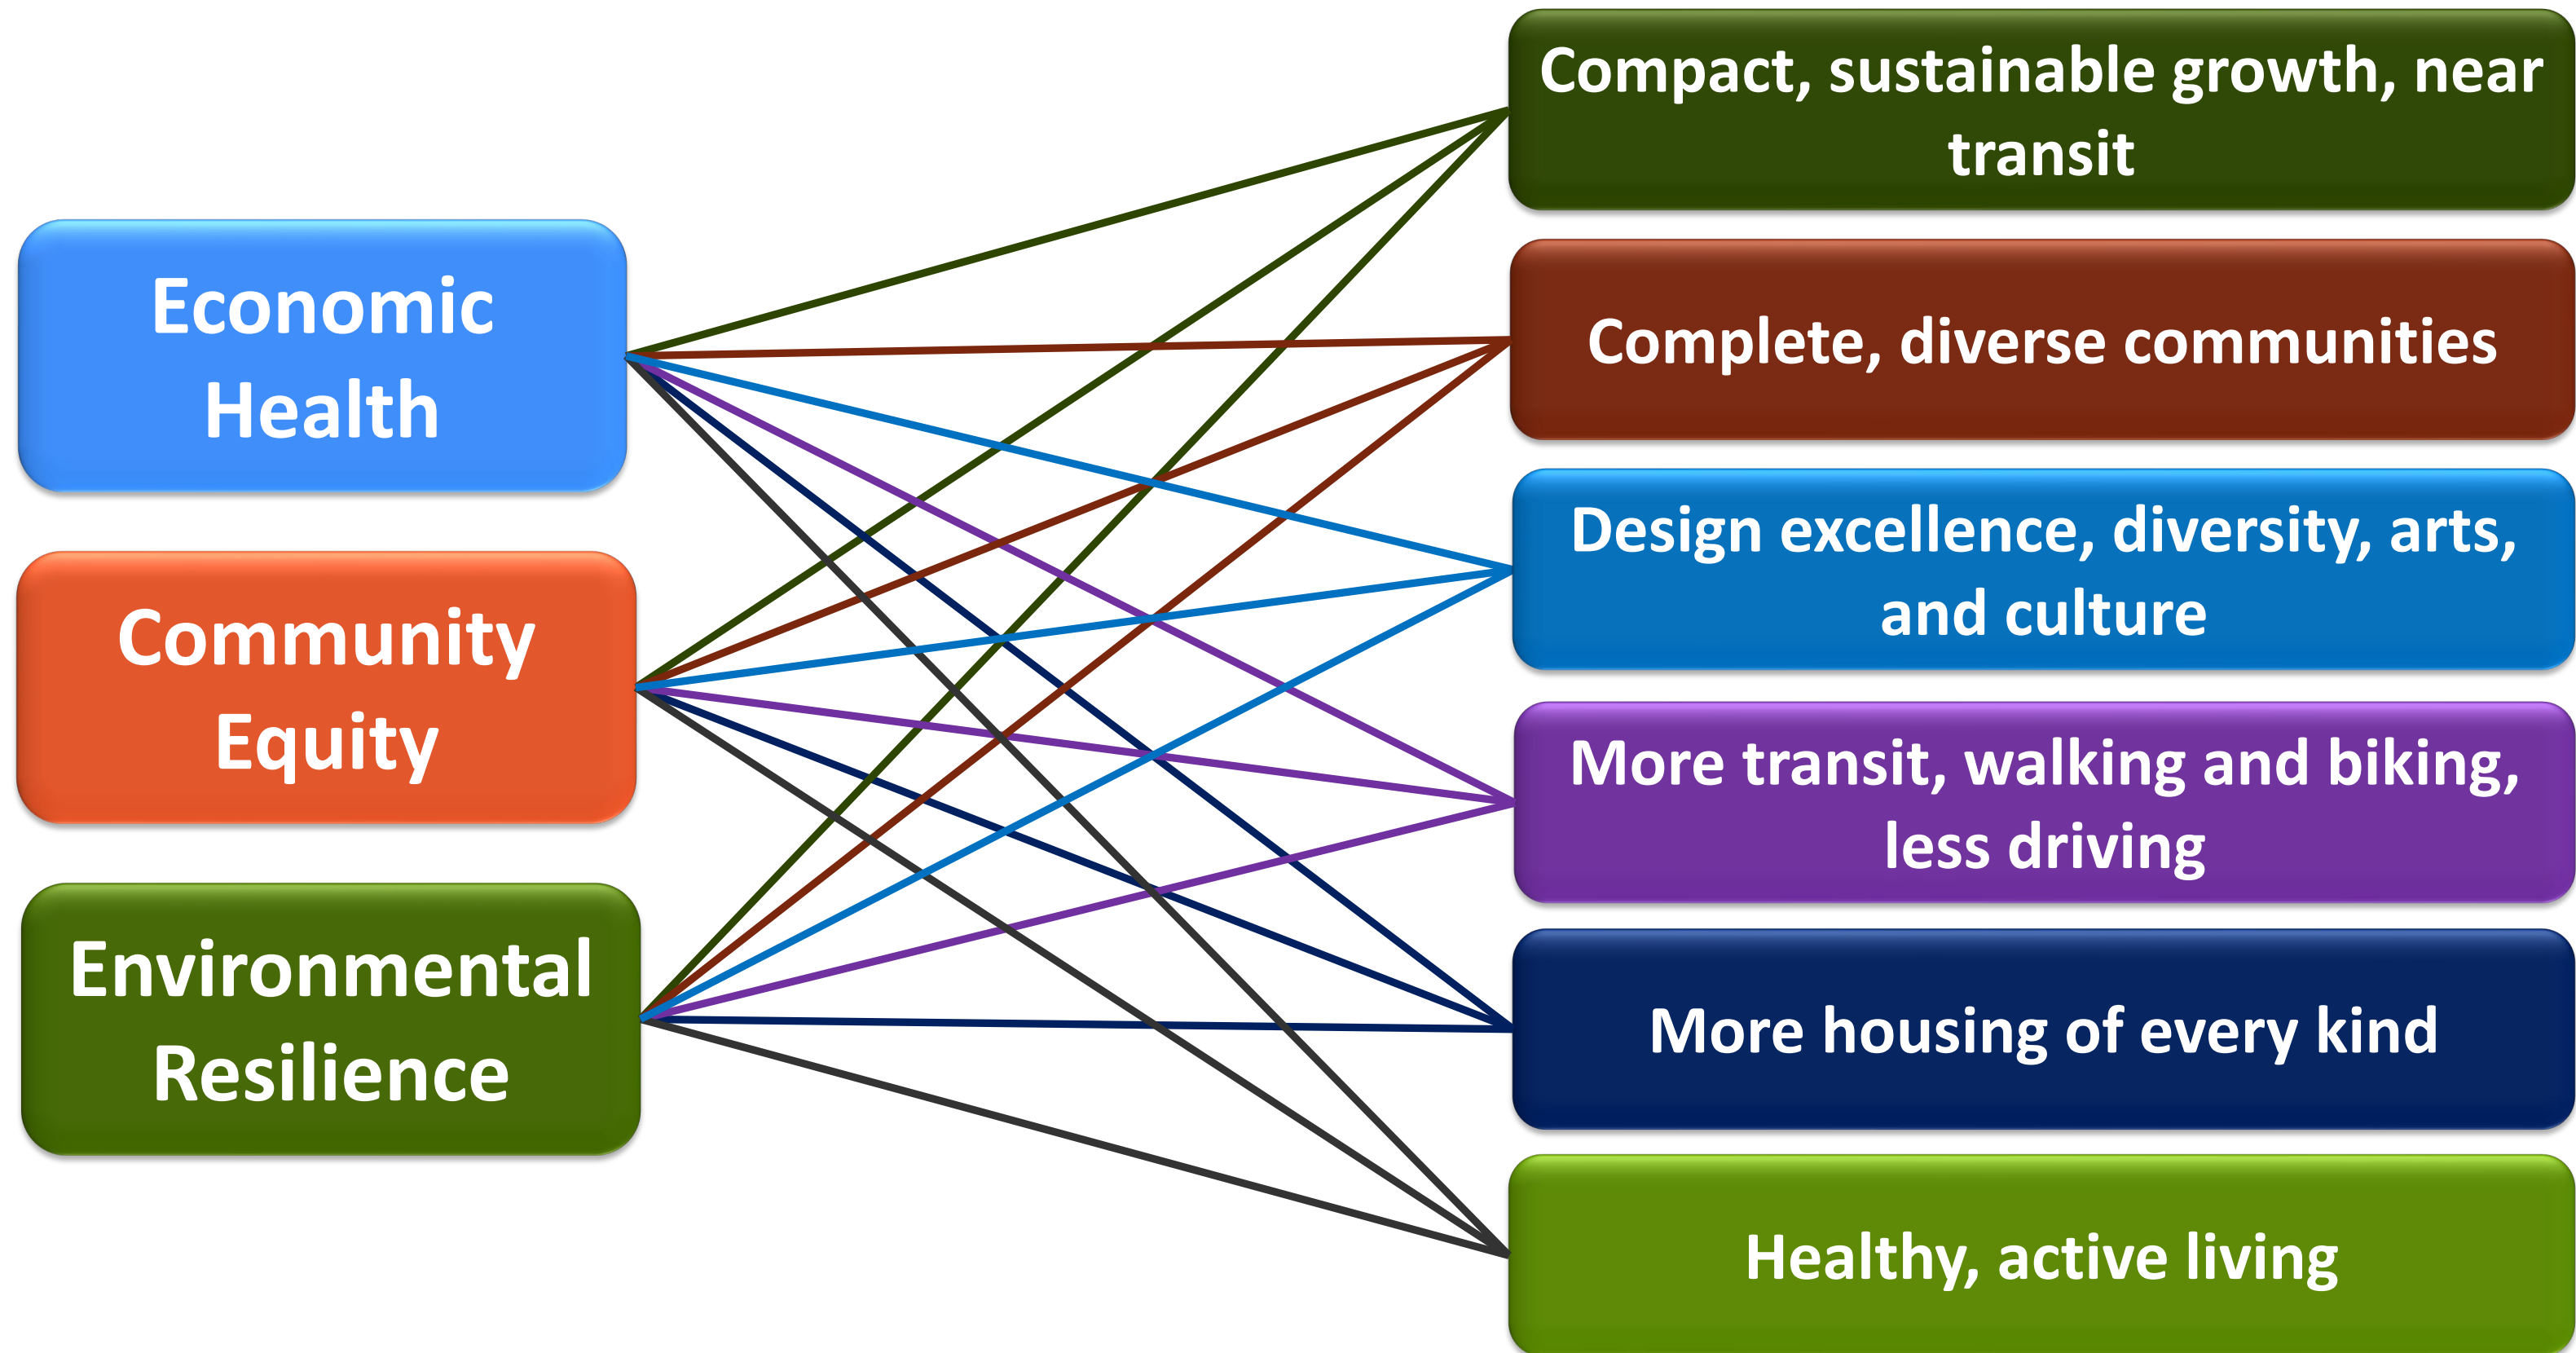 Economic
Health
Community
Equity
Environmental
Resilience
Compact, sustainable growth, near
transit
Complete, diverse communities
Design excellence, diversity, arts,
and culture
More transit, walking and biking,
less driving
More housing of every kind
Healthy, active living